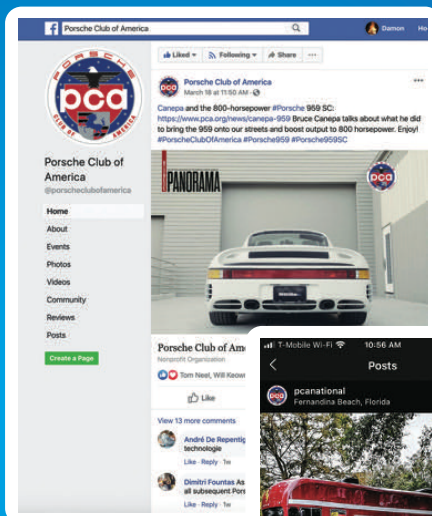 Porsche Club of America
Damon
Ho
PORSCHE
pca
CLUB OF AMERICA
Porsche Club of
America
@porscheclubofamerica
Home
About
Events
Photos
Videos
Community
Reviews
Posts
Create a Page
Liked
Following
Share
Porsche Club of America
March 18 at 11:50 AM
Canepa and the 800-horsepower #Porsche 959 SC:
https://www.pca.org/news/canepa-959 Bruce Canepa talks about what he did
to bring the 959 onto our streets and boost output to 800 horsepower. Enjoy!
#PorscheClubOfAmerica #Porsche959 #Porsche959SC
PANORAMA
pca
Porsche Club of Am
Nonprofit Organization
Tom Neel, Will Keow
Like
View 13 more comments
André De Repentig
technologie
Like · Reply · 1w
Dimitri Fountas As
all subsequent Pors
Like · Reply · 1w
T-Mobile Wi-Fi
10:56 AM
Posts
pcanational
Fernandina Beach, Florida